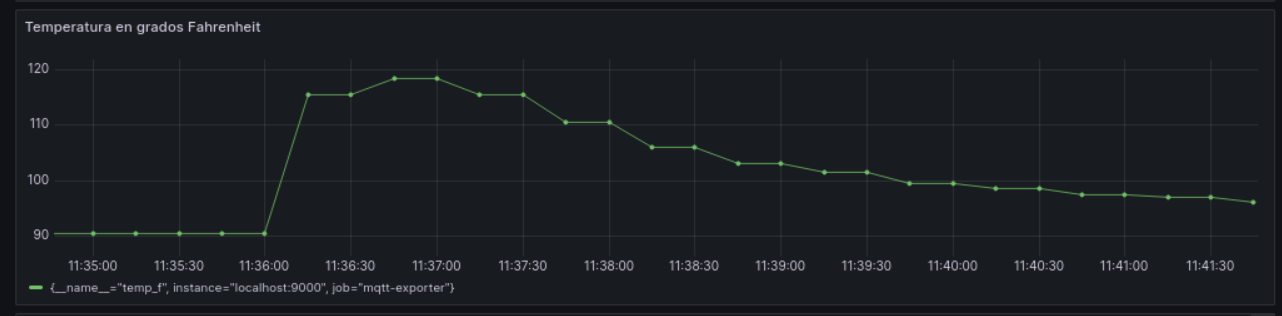 Temperatura en grados Fahrenheit
120
110
100
90
11:35:00 11:35:30 11:36:00 11:36:30 11:37:00 11:37:30 11:38:00 11:38:30 11:39:00 11:39:30 11:40:00 11:40:30 11:41:00 11:41:30
{__name__="temp_f", instance="localhost:9000", job="mqtt-exporter"}